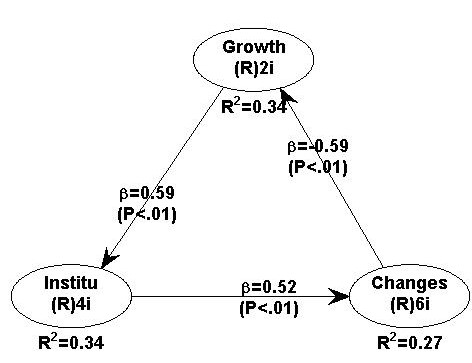 Growth
(R)2i
R²=0.34
β=-0.59
(P<.01)
β=0.59
(P<.01)
Institu
(R)4i
β=0.52
(P<.01)
Changes
(R)6i
R²=0.34
R²=0.27